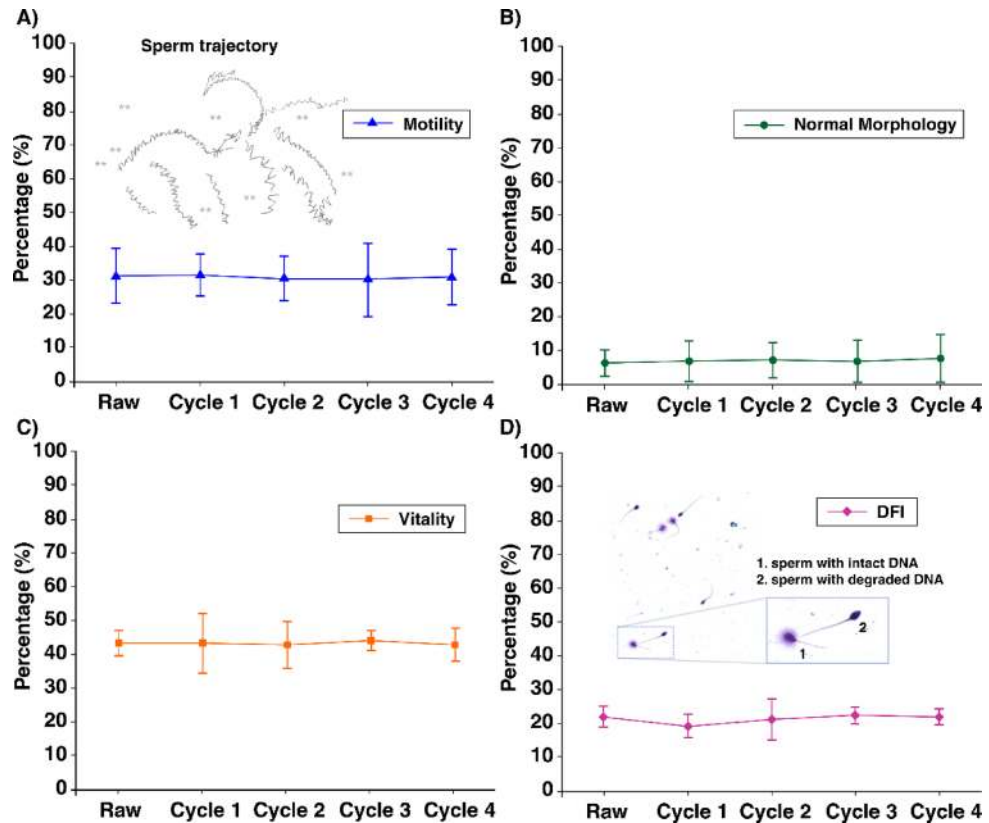 A)
Sperm trajectory
Motility
Percentage (%)
100
90
80
70
60
50
40
30
20
10
0
Raw Cycle 1 Cycle 2 Cycle 3 Cycle 4
B)
Normal Morphology
Percentage (%)
100
90
80
70
60
50
40
30
20
10
0
Raw Cycle 1 Cycle 2 Cycle 3 Cycle 4
C)
Vitality
Percentage (%)
100
90
80
70
60
50
40
30
20
10
0
Raw Cycle 1 Cycle 2 Cycle 3 Cycle 4
D)
DFI
1. sperm with intact DNA
2. sperm with degraded DNA
2
1
Percentage (%)
100
90
80
70
60
50
40
30
20
10
0
Raw Cycle 1 Cycle 2 Cycle 3 Cycle 4